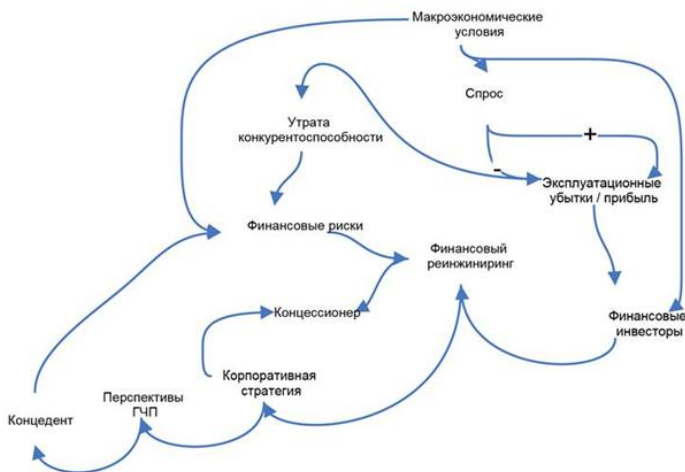 Макроэкономические
условия
Спрос
Утрата
конкурентоспособности
+
-
Эксплуатационные
убытки / прибыль
Финансовые риски
Финансовый
реинжиниринг
Концессионер
Финансовые
инвесторы
Корпоративная
стратегия
Перспективы
ГЧП
Концедент